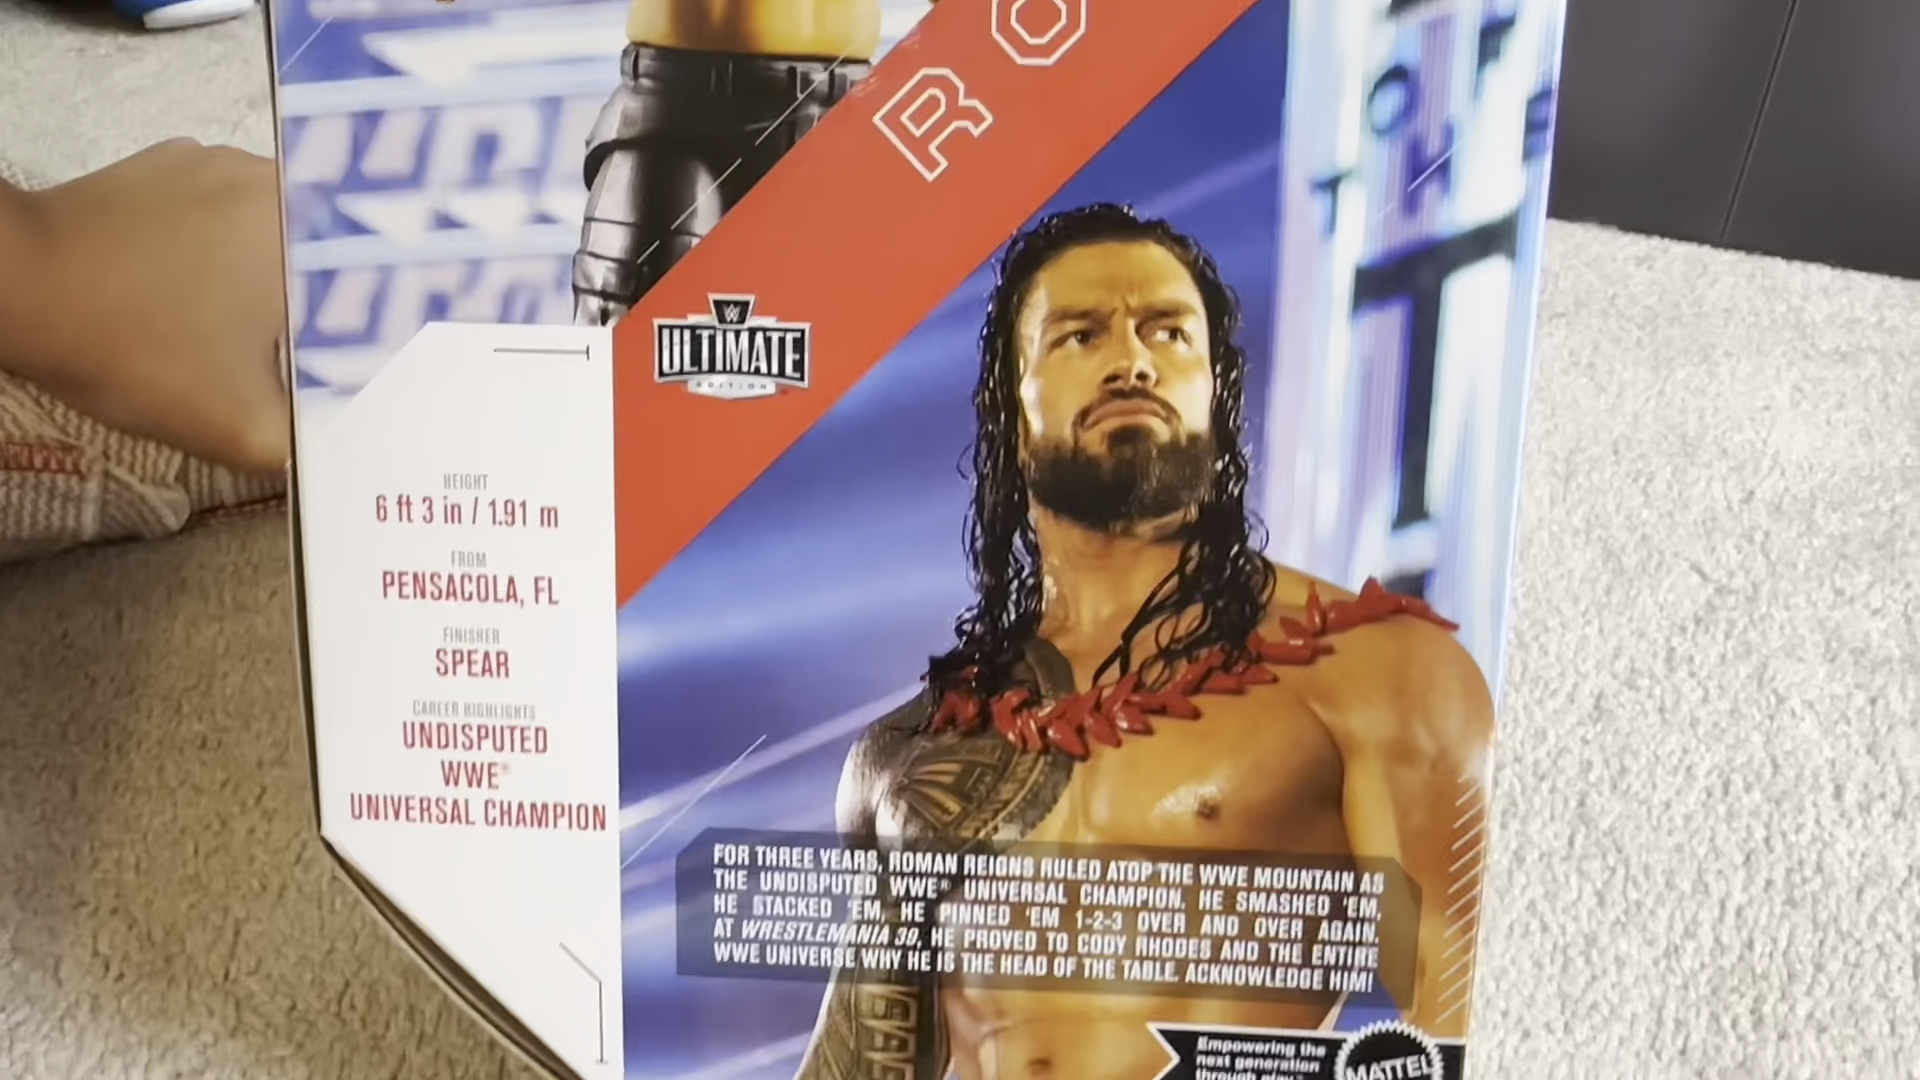 R O
W
ULTIMATE
EDITION
HEIGHT
6 ft 3 in / 1.91 m
FROM
PENSACOLA, FL
FINISHER
SPEAR
CAREER HIGHLIGHTS
UNDISPUTED
WWE®
UNIVERSAL CHAMPION
FOR THREE YEARS, ROMAN REIGNS RULED ATOP THE WWE MOUNTAIN AS
THE UNDISPUTED WWE® UNIVERSAL CHAMPION. HE SMASHED 'EM,
HE STACKED 'EM, HE PINNED 'EM 1-2-3 OVER AND OVER AGAIN.
AT WRESTLEMANIA 39, HE PROVED TO CODY RHODES AND THE ENTIRE
WWE UNIVERSE WHY HE IS THE HEAD OF THE TABLE. ACKNOWLEDGE HIM!
Empowering the
next generation
through play
MATTEL